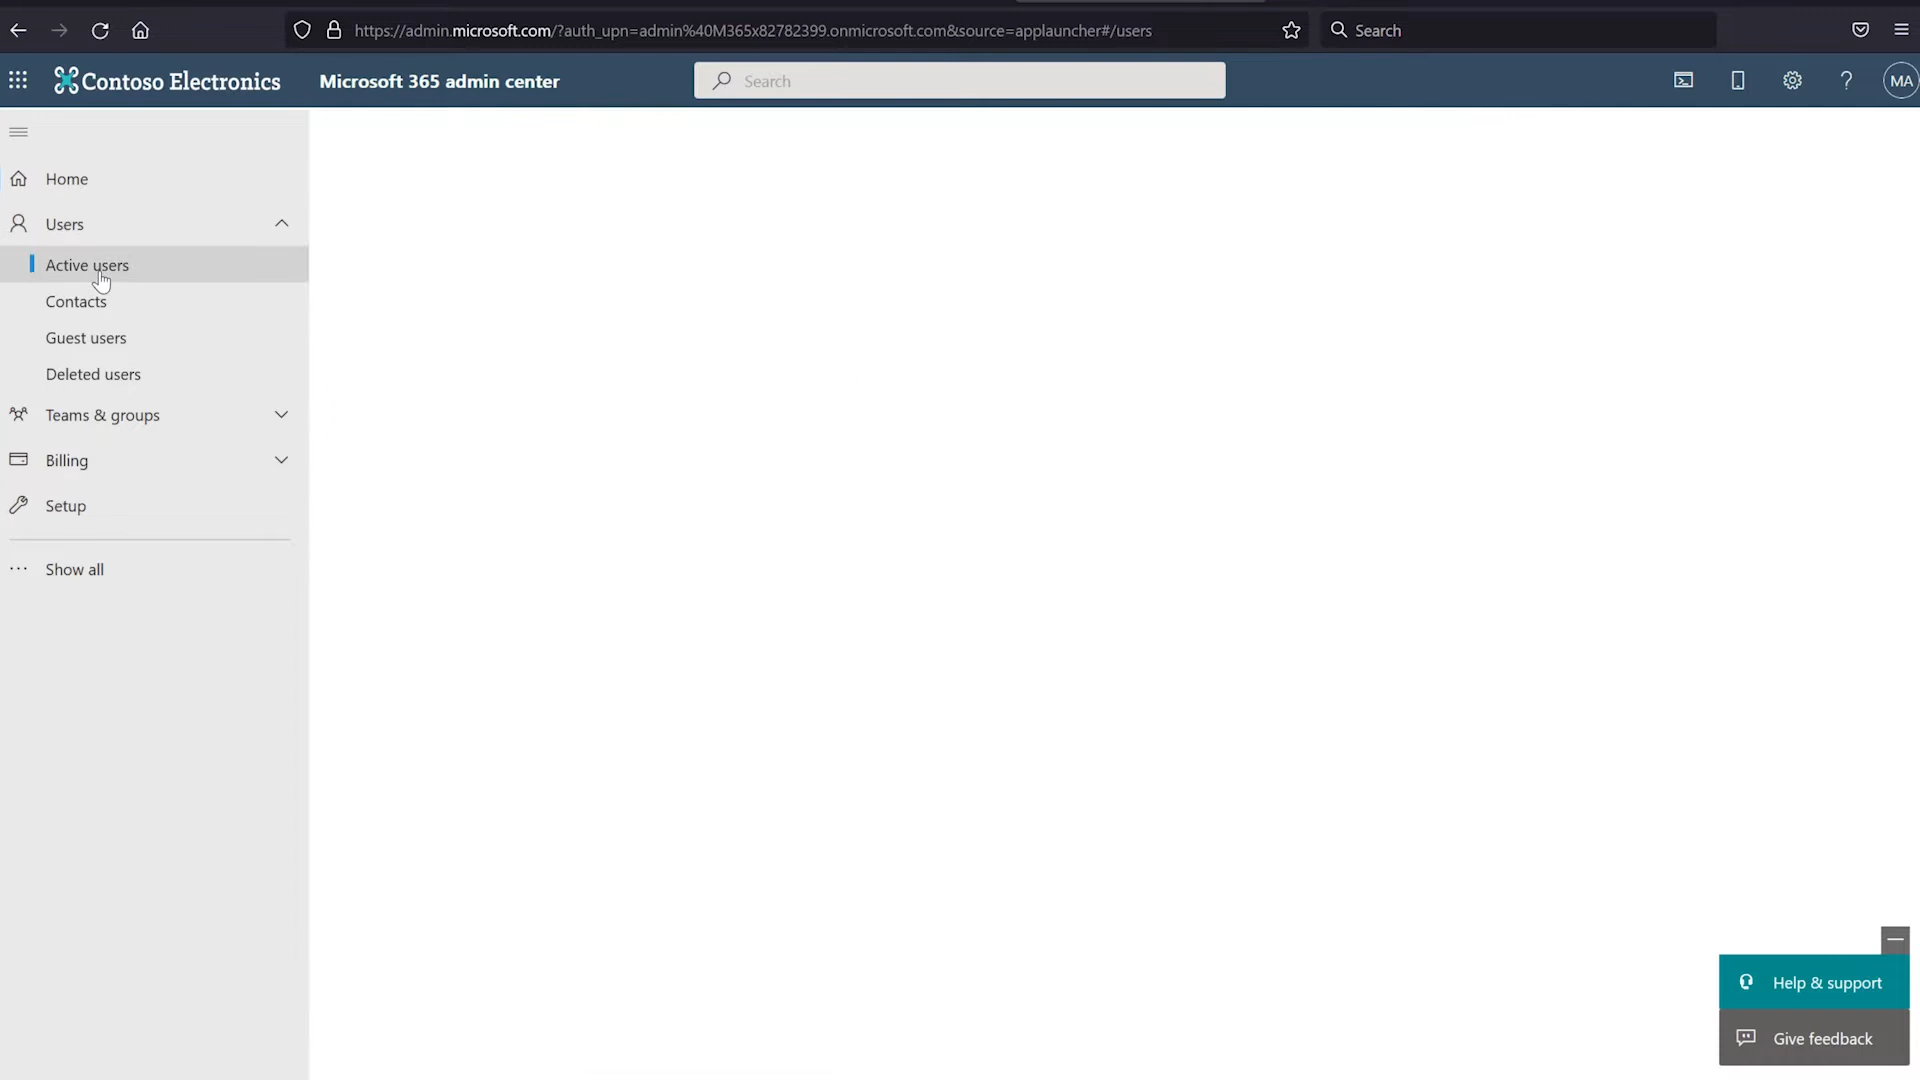 https://admin.microsoft.com/?auth_upn=admin%40M365x82782399.onmicrosoft.com&source=applauncher#/users
Search
Contoso Electronics
Microsoft 365 admin center
Search
MA
Home
Users
Active users
Contacts
Guest users
Deleted users
Teams & groups
Billing
Setup
Show all
Help & support
Give feedback